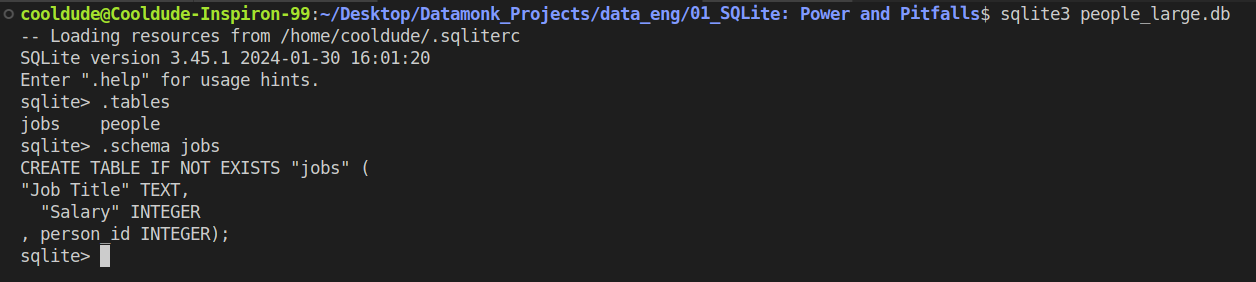 cooldude@Cooldude-Inspiron-99:~/Desktop/Datamonk_Projects/data_eng/01_SQLite: Power and Pitfalls$ sqlite3 people_large.db
-- Loading resources from /home/cooldude/.sqliterc
SQLite version 3.45.1 2024-01-30 16:01:20
Enter ".help" for usage hints.
sqlite> .tables
jobs    people
sqlite> .schema jobs
CREATE TABLE IF NOT EXISTS "jobs" (
"Job Title" TEXT,
  "Salary" INTEGER
, person_id INTEGER);
sqlite>